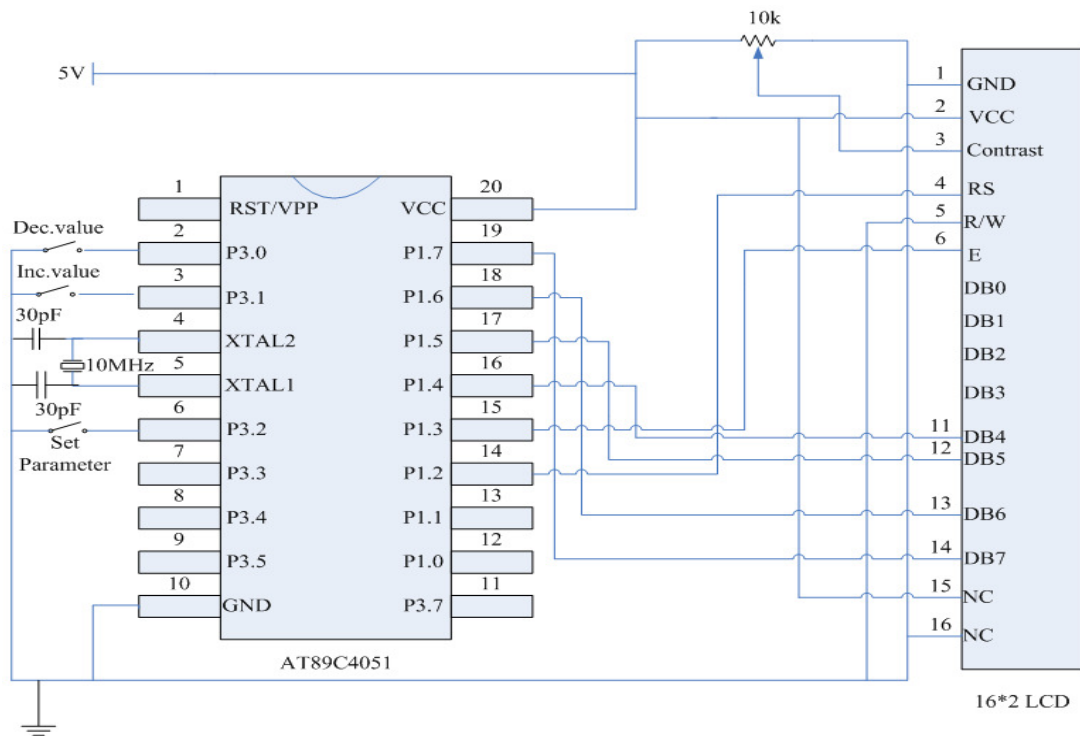 10k
5V
1
GND
2
VCC
3
Contrast
4
RS
5
R/W
6
E
DB0
DB1
DB2
DB3
11
DB4
12
DB5
13
DB6
14
DB7
15
NC
16
NC
16*2 LCD
1
RST/VPP
2
P3.0
3
P3.1
4
XTAL2
5
XTAL1
6
P3.2
7
P3.3
8
P3.4
9
P3.5
10
GND
20
VCC
19
P1.7
18
P1.6
17
P1.5
16
P1.4
15
P1.3
14
P1.2
13
P1.1
12
P1.0
11
P3.7
AT89C4051
Dec.value
Inc.value
30pF
10MHz
30pF
Set
Parameter